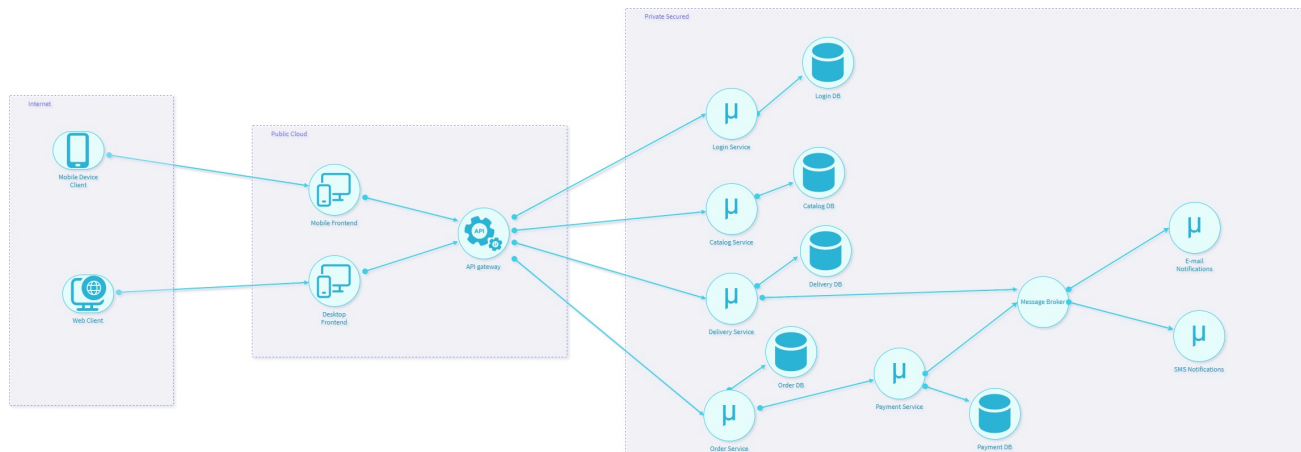 Private Secured
Login DB
Internet
Public Cloud
µ
Login Service
Mobile Device
Client
Catalog DB
µ
Mobile Frontend
API
API gateway
Catalog Service
µ
E-mail
Notifications
Delivery DB
µ
Delivery Service
Message Broker
Web Client
Desktop
Frontend
µ
SMS Notifications
Order DB
µ
Payment Service
µ
Order Service
Payment DB